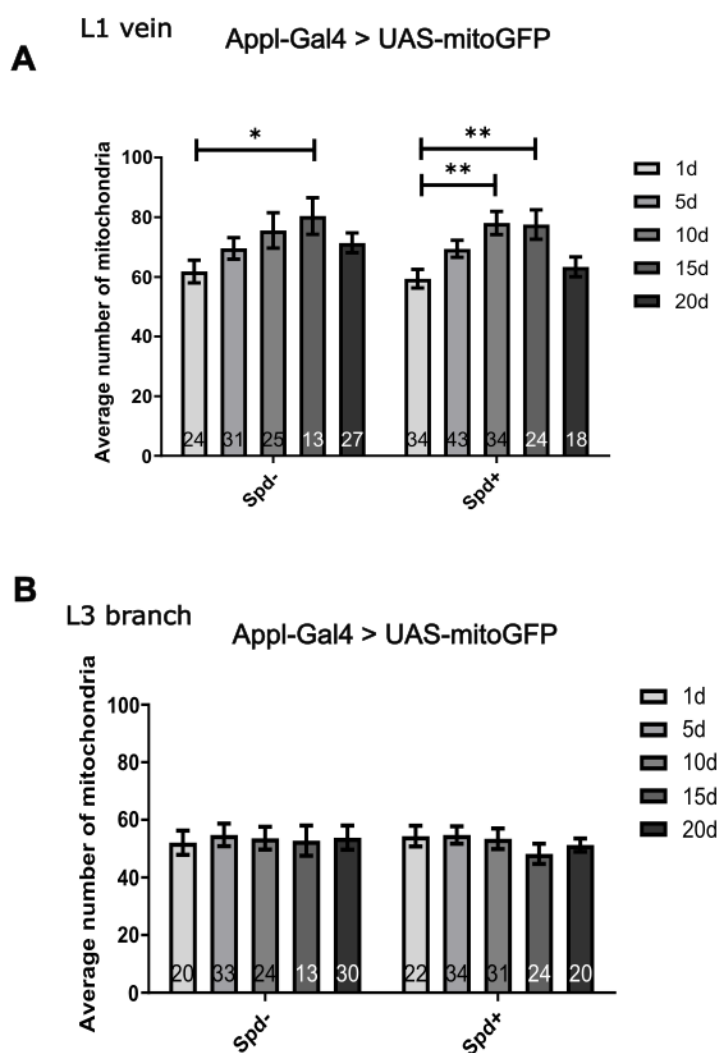 L1 vein
A
Appl-Gal4 > UAS-mitoGFP
Average number of mitochondria
100
80
60
40
20
0
*
**
**
24 31 25 13 27
34 43 34 24 18
Spd-
Spd+
1d
5d
10d
15d
20d
B
L3 branch
Appl-Gal4 > UAS-mitoGFP
Average number of mitochondria
100
80
60
40
20
0
20 33 24 13 30
22 34 31 24 20
Spd-
Spd+
1d
5d
10d
15d
20d